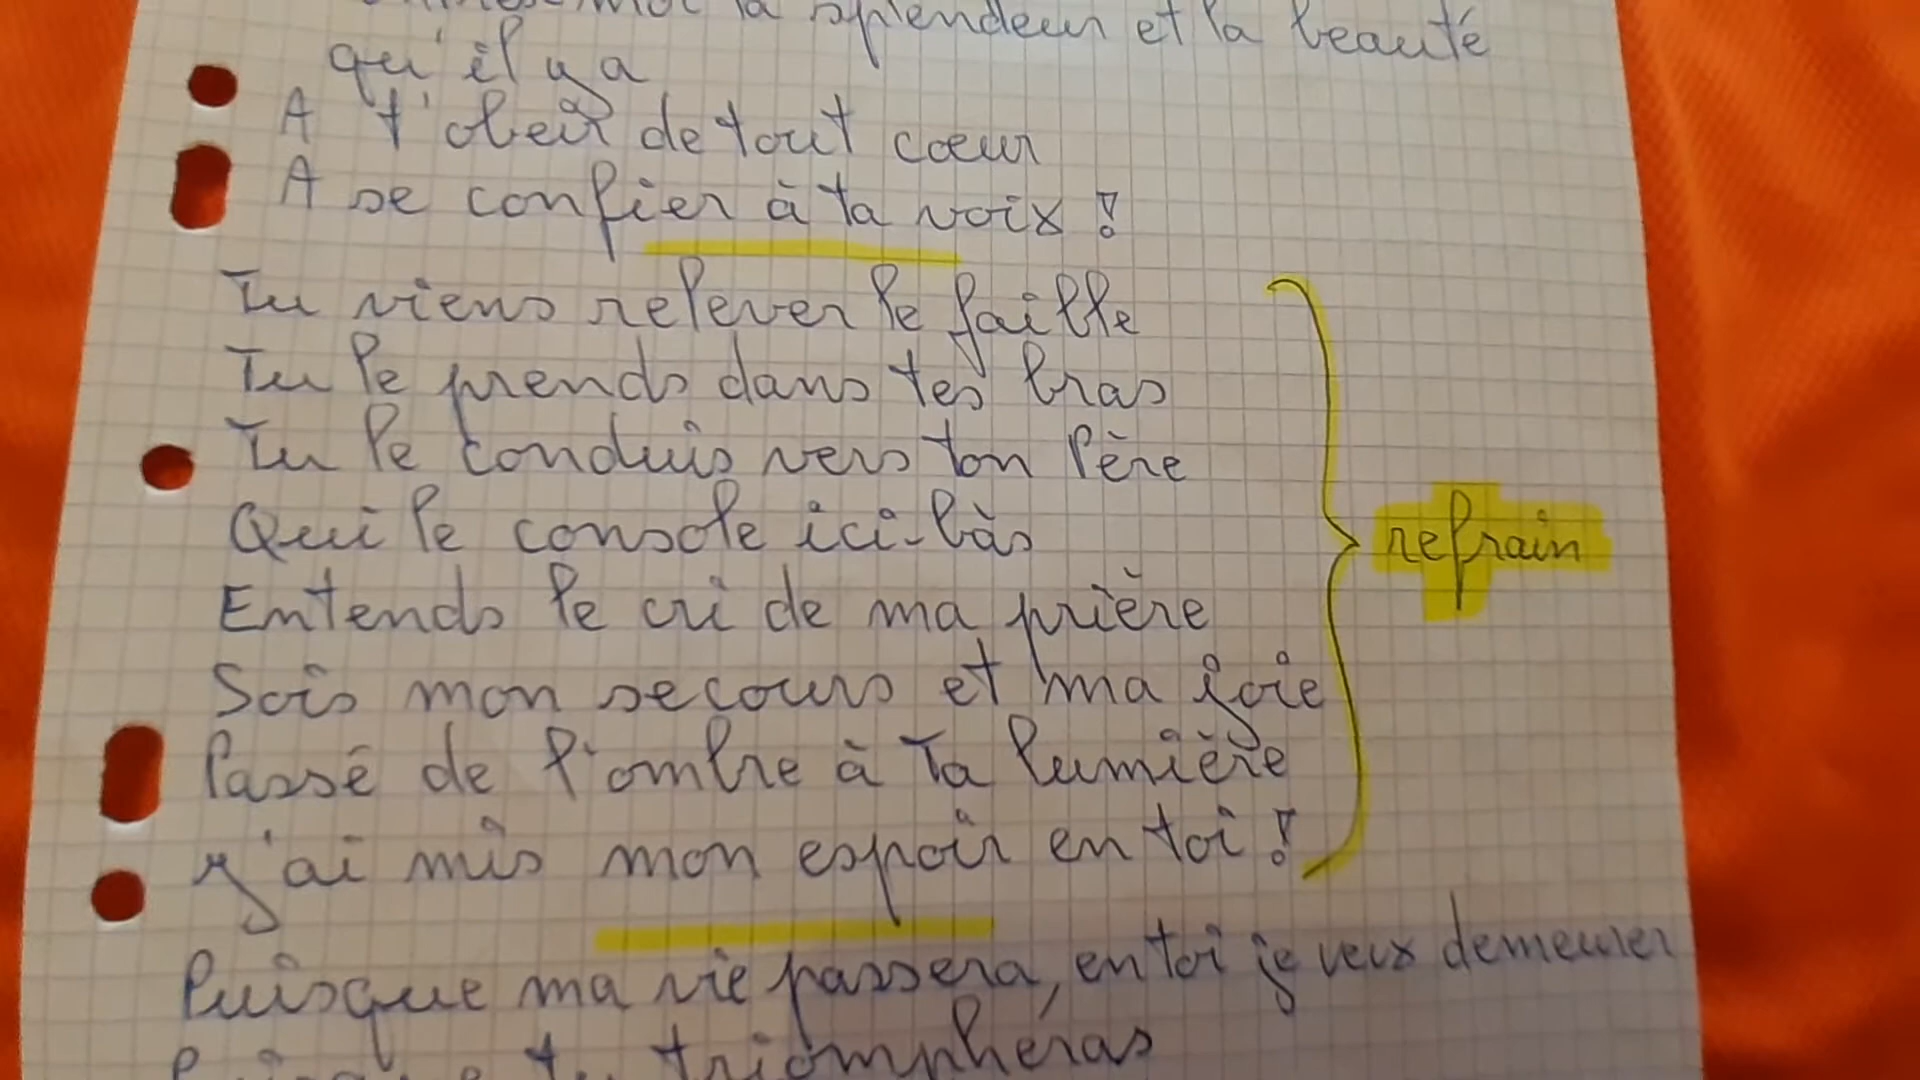 la splendeur et la beauté
qu'il y a
A t'obéir de tout cœur
A se confier à ta voix !
Tu viens relever le faille
Tu le prends dans tes bras
Tu le conduis vers ton Père
Qui le console ici-bàs
Entends le cri de ma prière
Sois mon secours et ma joie
Passé de l'ombre à Ta lumière
J'ai mis mon espoir en toi !
refrain
Puisque ma vie passera, en toi je veux demeurer
triomphéras